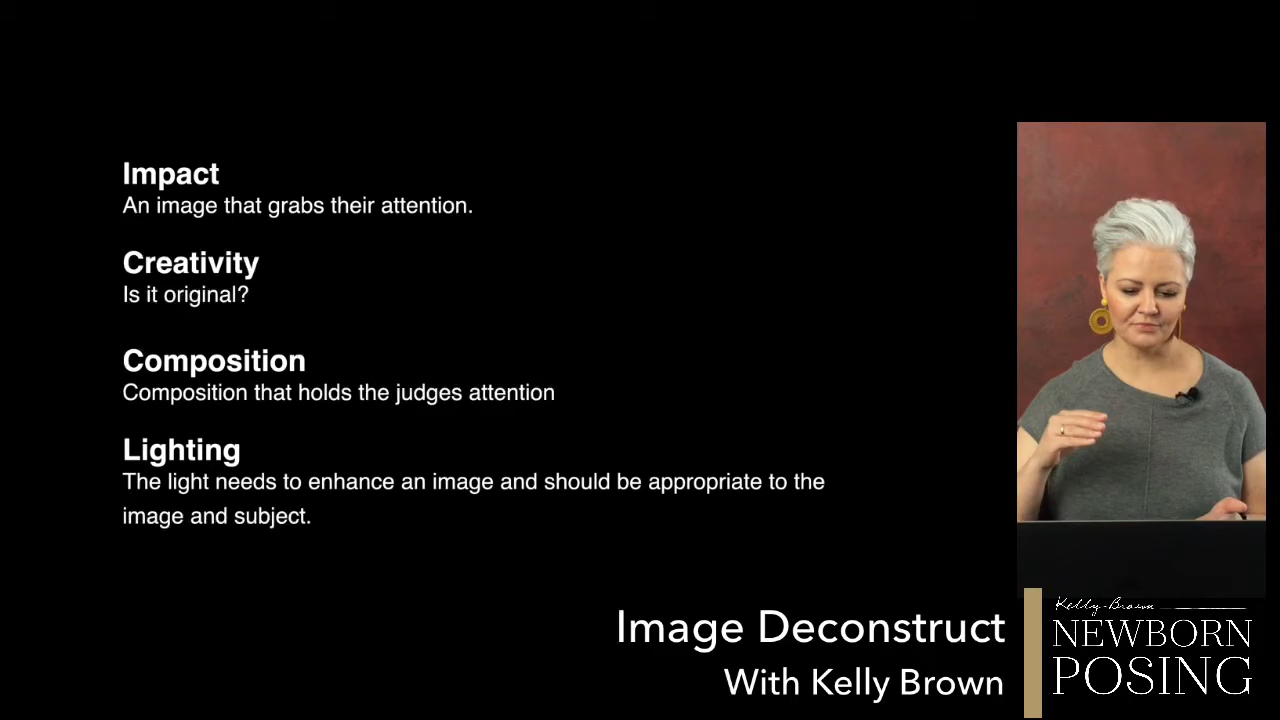 Impact
An image that grabs their attention.
Creativity
Is it original?
Composition
Composition that holds the judges attention
Lighting
The light needs to enhance an image and should be appropriate to the
image and subject.
Image Deconstruct
With Kelly Brown
Kelly Brown
NEWBORN
POSING